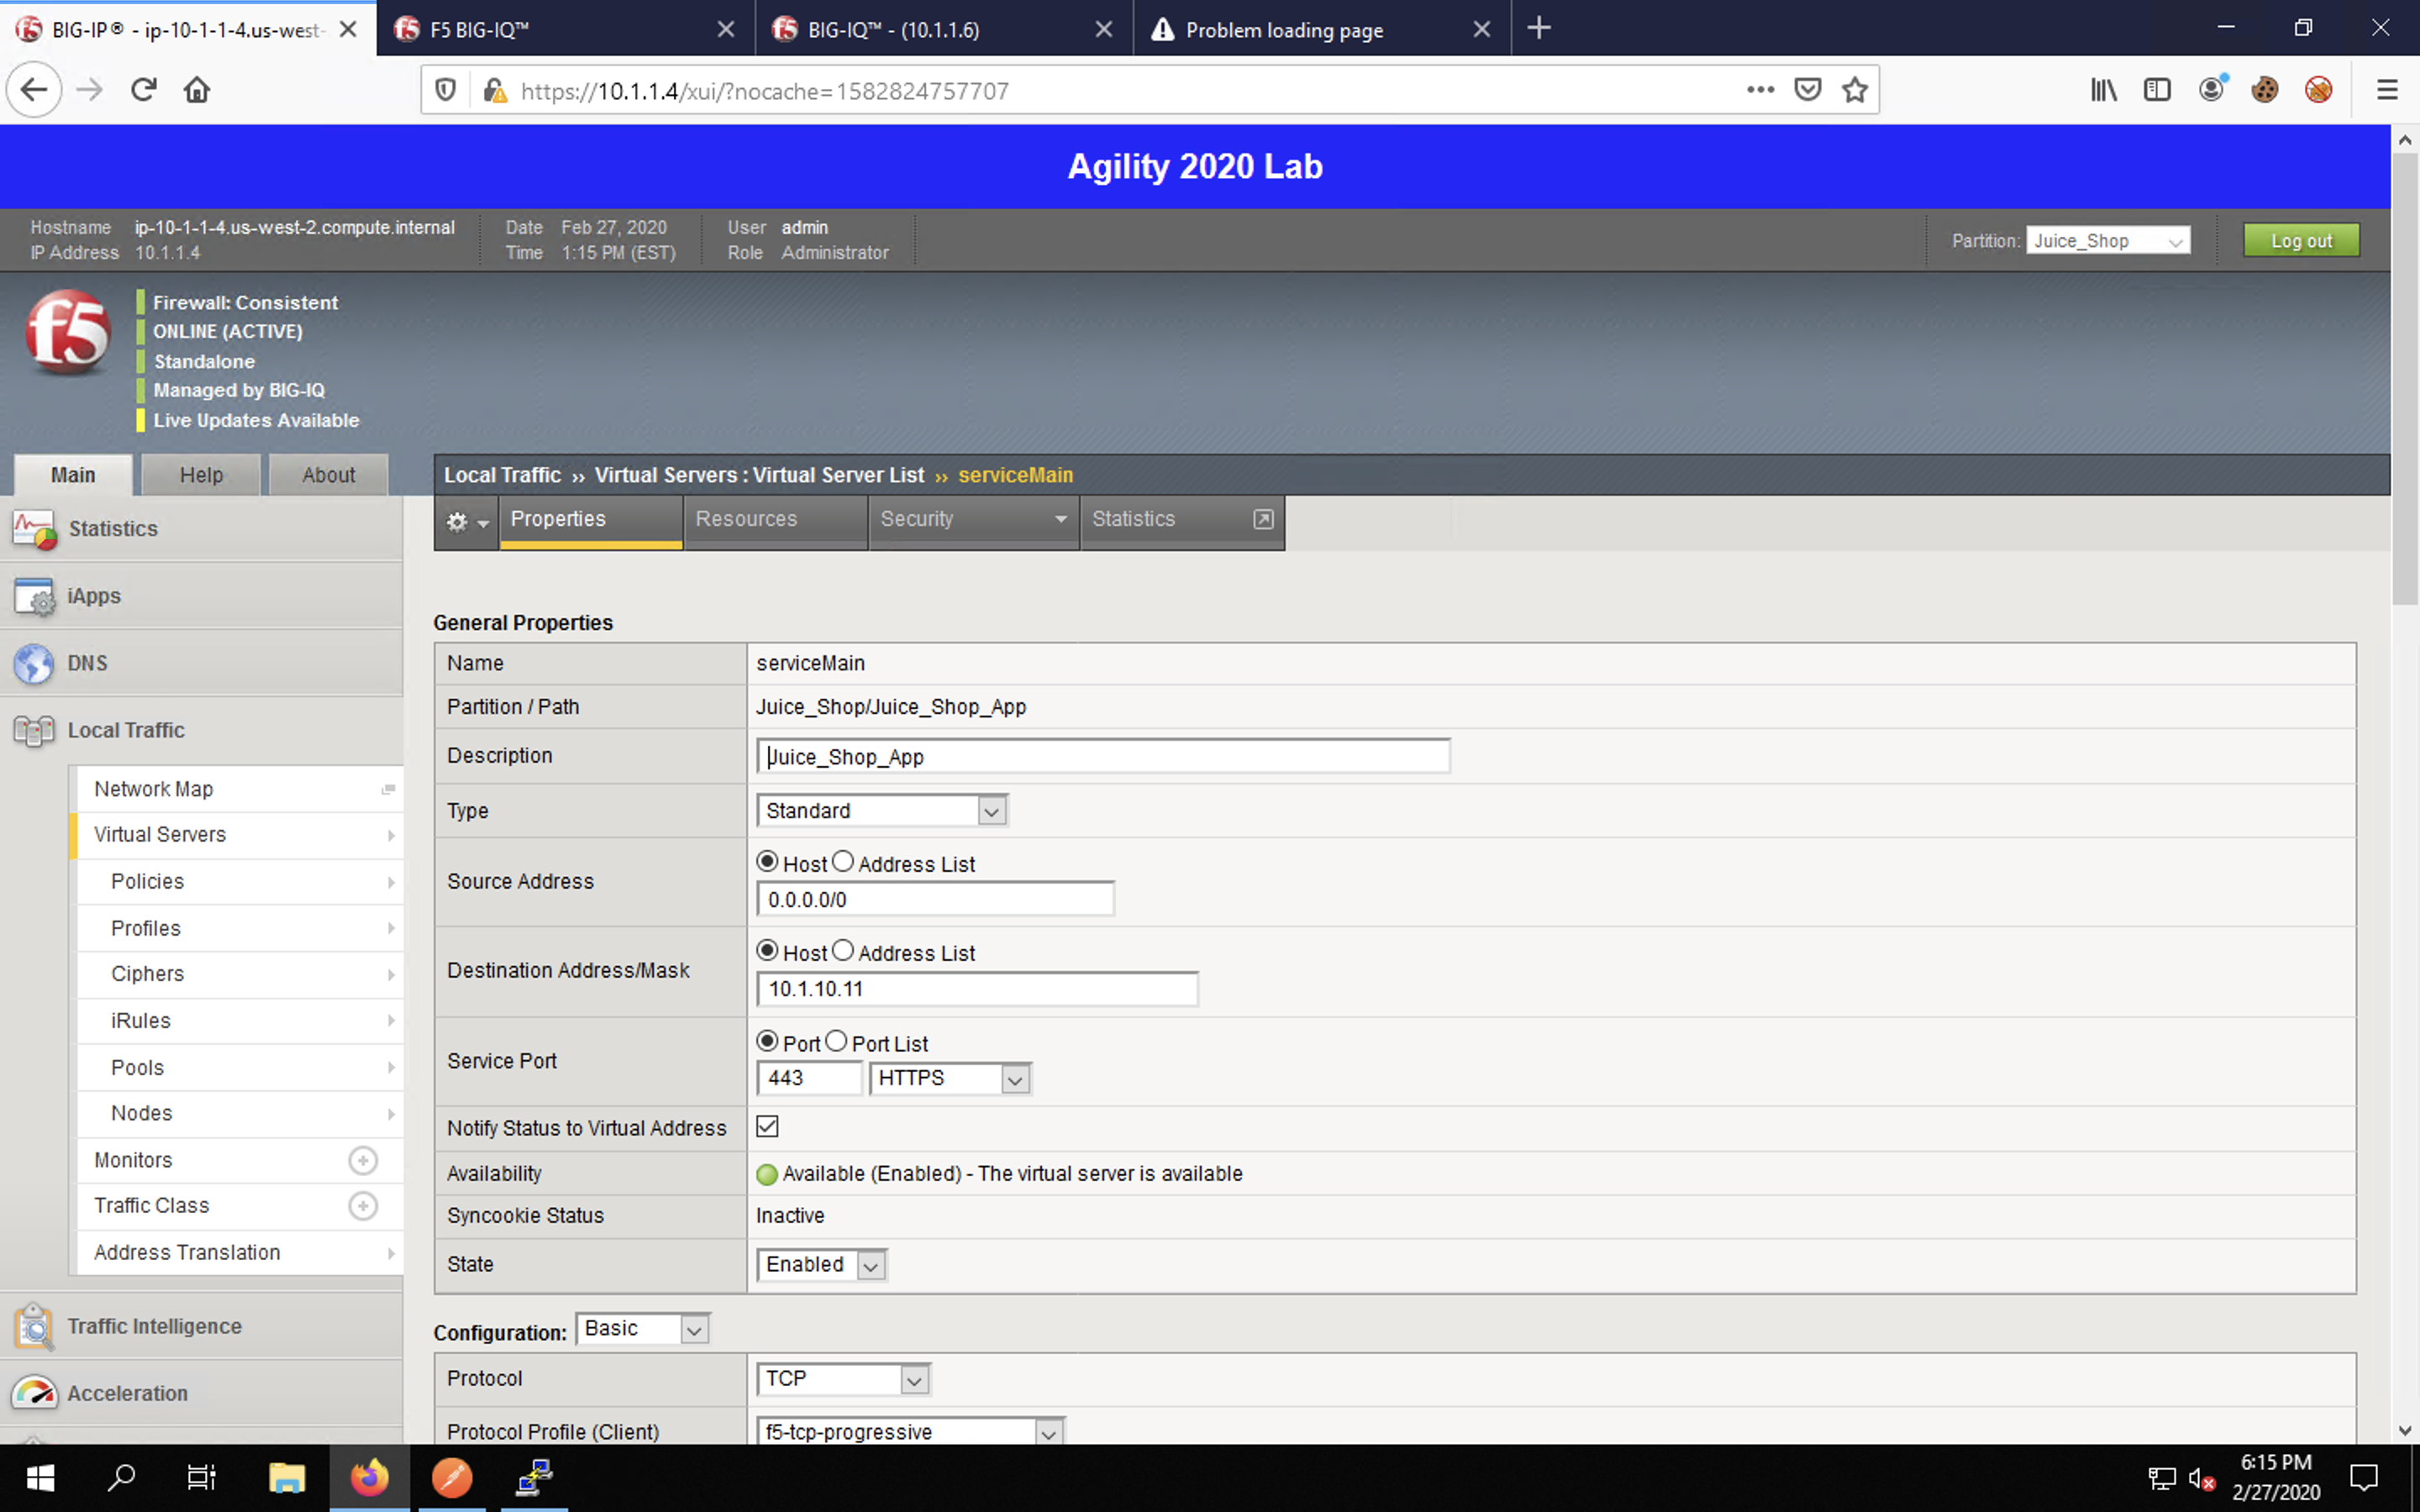 BIG-IP® - ip-10-1-1-4.us-west-
F5 BIG-IQ™
BIG-IQ™ - (10.1.1.6)
Problem loading page
https://10.1.1.4/xui/?nocache=1582824757707
Agility 2020 Lab
Hostname ip-10-1-1-4.us-west-2.compute.internal
IP Address 10.1.1.4
Date Feb 27, 2020
Time 1:15 PM (EST)
User admin
Role Administrator
Partition: Juice_Shop
Log out
f5
Firewall: Consistent
ONLINE (ACTIVE)
Standalone
Managed by BIG-IQ
Live Updates Available
Main Help About
Local Traffic ›› Virtual Servers : Virtual Server List ›› serviceMain
Properties Resources Security Statistics
Statistics
iApps
DNS
Local Traffic
Network Map
Virtual Servers
Policies
Profiles
Ciphers
iRules
Pools
Nodes
Monitors
Traffic Class
Address Translation
Traffic Intelligence
Acceleration
General Properties
Name serviceMain
Partition / Path Juice_Shop/Juice_Shop_App
Description Juice_Shop_App
Type Standard
Source Address Host Address List
0.0.0.0/0
Destination Address/Mask Host Address List
10.1.10.11
Service Port Port Port List
443 HTTPS
Notify Status to Virtual Address
Availability Available (Enabled) - The virtual server is available
Syncookie Status Inactive
State Enabled
Configuration: Basic
Protocol TCP
Protocol Profile (Client) f5-tcp-progressive
6:15 PM
2/27/2020